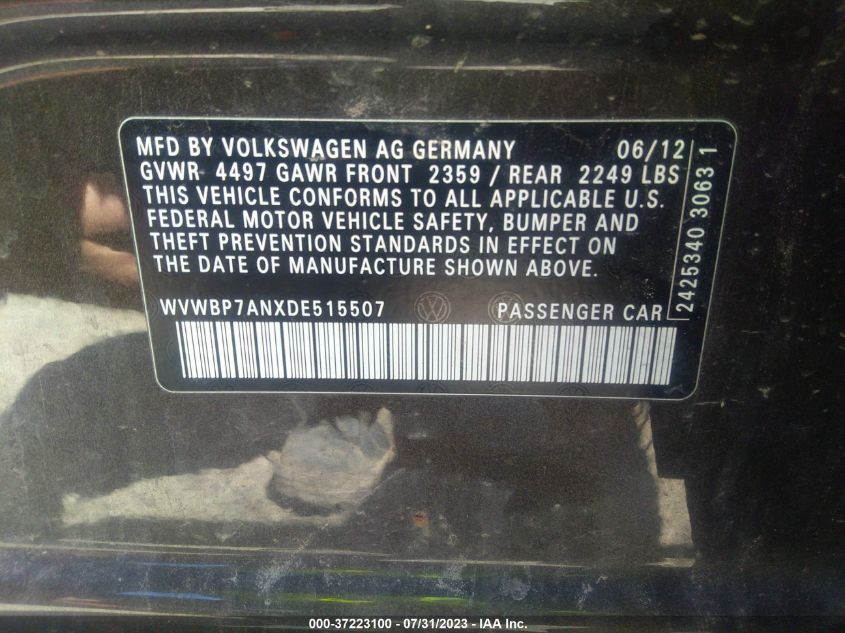 MFD BY VOLKSWAGEN AG GERMANY 06/12
GVWR 4497 GAWR FRONT 2359 / REAR 2249 LBS
THIS VEHICLE CONFORMS TO ALL APPLICABLE U.S.
FEDERAL MOTOR VEHICLE SAFETY, BUMPER AND
THEFT PREVENTION STANDARDS IN EFFECT ON
THE DATE OF MANUFACTURE SHOWN ABOVE.
WVWBP7ANXDE515507 PASSENGER CAR
2425340 3063 1
000-37223100 - 07/31/2023 - IAA Inc.